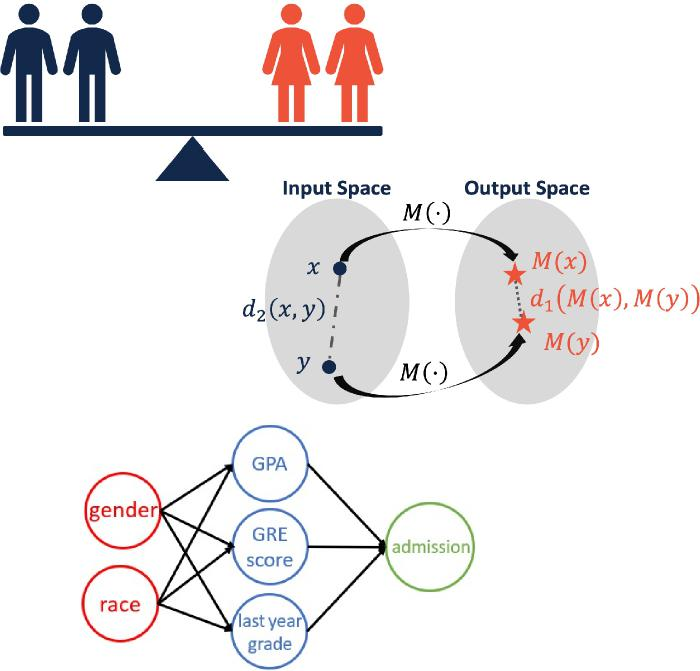 Input Space
Output Space
M(·)
x
M(x)
d₂(x, y)
d₁(M(x), M(y))
y
M(y)
M(·)
GPA
gender
GRE
score
admission
race
last year
grade